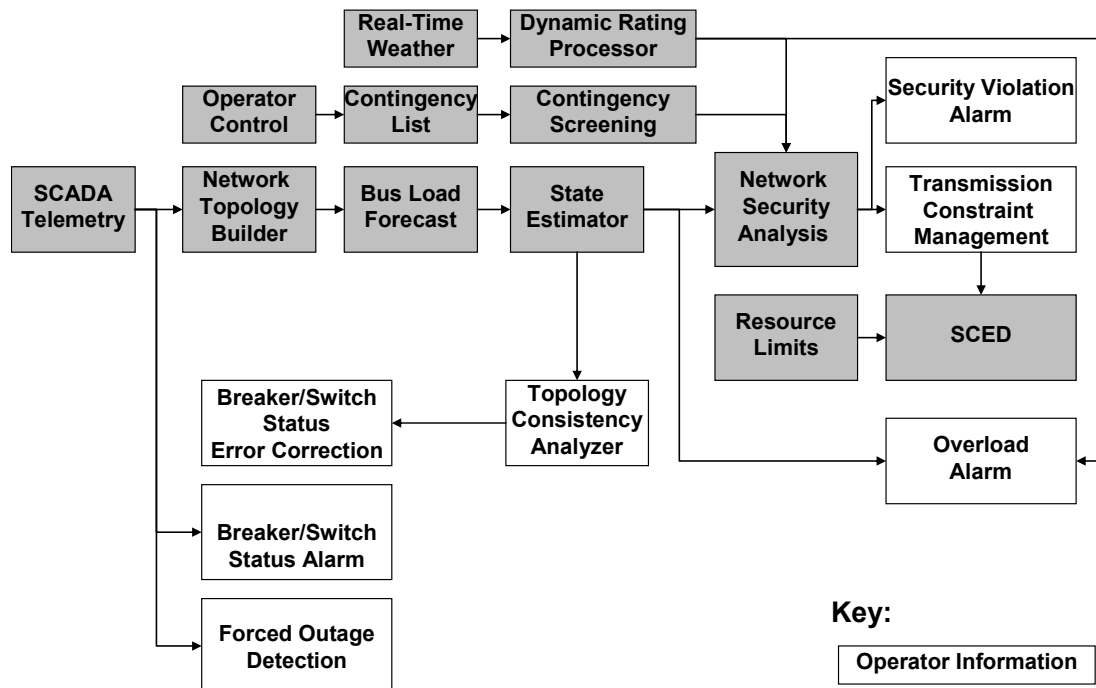 Real-Time
Weather
Dynamic Rating
Processor
Operator
Control
Contingency
List
Contingency
Screening
Security Violation
Alarm
SCADA
Telemetry
Network
Topology
Builder
Bus Load
Forecast
State
Estimator
Network
Security
Analysis
Transmission
Constraint
Management
Resource
Limits
SCED
Breaker/Switch
Status
Error Correction
Topology
Consistency
Analyzer
Overload
Alarm
Breaker/Switch
Status Alarm
Forced Outage
Detection
Key:
Operator Information